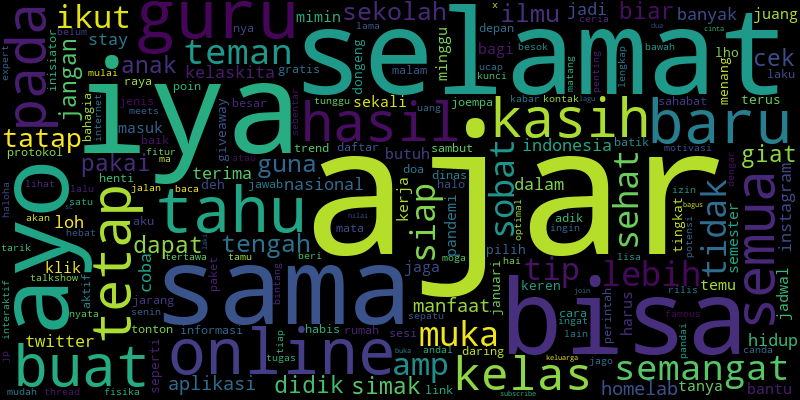 ajar
selamat
iya
bisa
sama
guru
ayo
hasil
online
buat
tahu
kasih
baru
semua
kelas
tetap
pada
semangat
muka
lebih
tidak
tip
amp
siap
sobat
sehat
didik
simak
teman
ikut
tatap
dapat
tengah
guna
pakai
anak
sekolah
ilmu
jadi
biar
banyak
juang
cek
giat
jangan
stay
mimin
nya
kelaskita
gratis
raya
jenis
poin
meets
masuk
besar
baik
giveaway
fitur
ma
atau
sebentar
terima
nasional
jawab
deh
henti
jalan
baca
protokol
loh
klik
twitter
coba
aktif
aku
satu
lalu
lihat
akan
haloha
hebat
tarik
talkshow
nyata
interaktif
jp
mudah
thread
fisika
seperti
aplikasi
informasi
senin
tonton
jarang
paket
tertawa
tamu
beri
bintang
habis
rumah
sesi
tugas
tiap
link
andal
buka
daring
manfaat
jaga
mata
nilai
halo
doa
dinas
pandemi
kerja
butuh
daftar
trend
sambut
joempa
kabar
kontak
lagu
uang
tunggu
sekali
dongeng
malam
lama
minggu
bagi
ucap
kunci
depan
besok
dua
bawah
matang
penting
lengkap
menang
lho
laku
terus
ceria
cinta
x
sahabat
indonesia
batik
motivasi
dengar
instagram
izin
bagus
tingkat
semester
potensi
lisa
dalam
adik
ingin
optimal
pilih
hai
moga
januari
keren
sepatu
cara
ingat
lain
jago
join
perintah
harus
famous
rilis
temu
jadwal
hidup
pandai
canda
tanya
bantu
homelab
keluarga
subscribe
expert
inisiator
belum
mulai
bahagia
internet